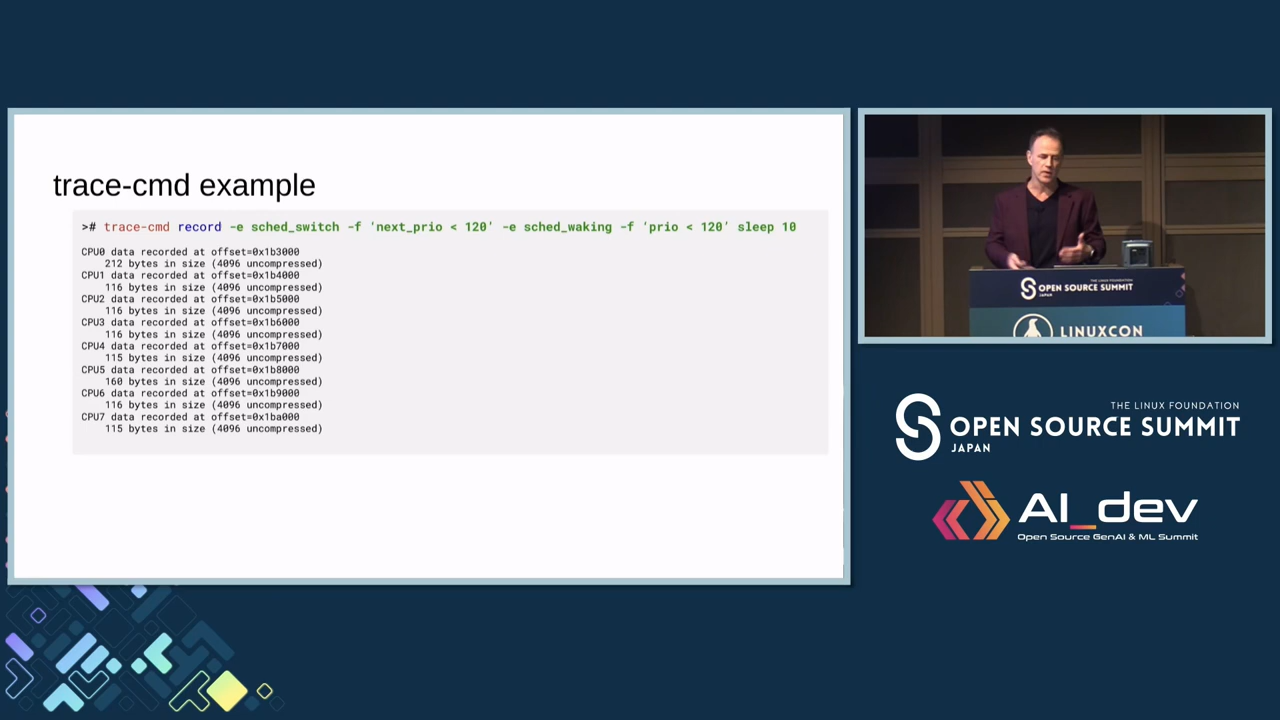 trace-cmd example
># trace-cmd record -e sched_switch -f ‘next_prio < 120’ -e sched_waking -f ‘prio < 120’ sleep 10
CPU0 data recorded at offset=0x1b3000
212 bytes in size (4096 uncompressed)
CPU1 data recorded at offset=0x1b4000
116 bytes in size (4096 uncompressed)
CPU2 data recorded at offset=0x1b5000
116 bytes in size (4096 uncompressed)
CPU3 data recorded at offset=0x1b6000
116 bytes in size (4096 uncompressed)
CPU4 data recorded at offset=0x1b7000
115 bytes in size (4096 uncompressed)
CPU5 data recorded at offset=0x1b8000
160 bytes in size (4096 uncompressed)
CPU6 data recorded at offset=0x1b9000
116 bytes in size (4096 uncompressed)
CPU7 data recorded at offset=0x1ba000
115 bytes in size (4096 uncompressed)
THE LINUX FOUNDATION
OPEN SOURCE SUMMIT
JAPAN
LINUXCON
THE LINUX FOUNDATION
OPEN SOURCE SUMMIT
JAPAN
AI_dev
Open Source GenAI & ML Summit